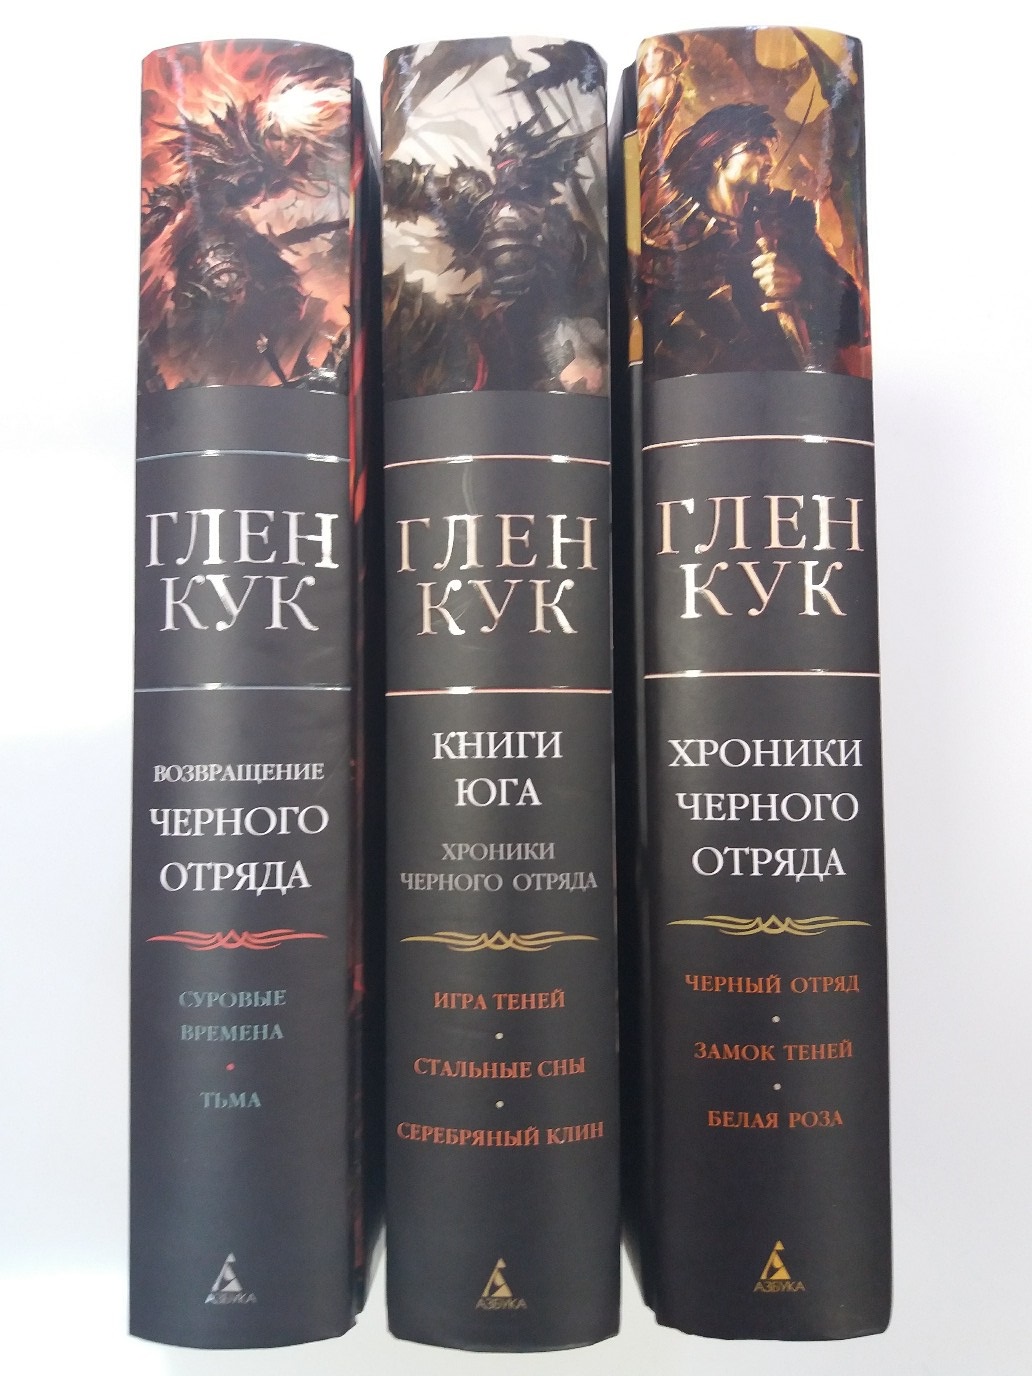 ГЛЕН
КУК
ВОЗВРАЩЕНИЕ
ЧЕРНОГО
ОТРЯДА
СУРОВЫЕ
ВРЕМЕНА
•
ТЬМА
АЗБУКА
ГЛЕН
КУК
КНИГИ
ЮГА
ХРОНИКИ
ЧЕРНОГО ОТРЯДА
ИГРА ТЕНЕЙ
•
СТАЛЬНЫЕ СНЫ
•
СЕРЕБРЯНЫЙ КЛИН
АЗБУКА
ГЛЕН
КУК
ХРОНИКИ
ЧЕРНОГО
ОТРЯДА
ЧЕРНЫЙ ОТРЯД
•
ЗАМОК ТЕНЕЙ
•
БЕЛАЯ РОЗА
АЗБУКА